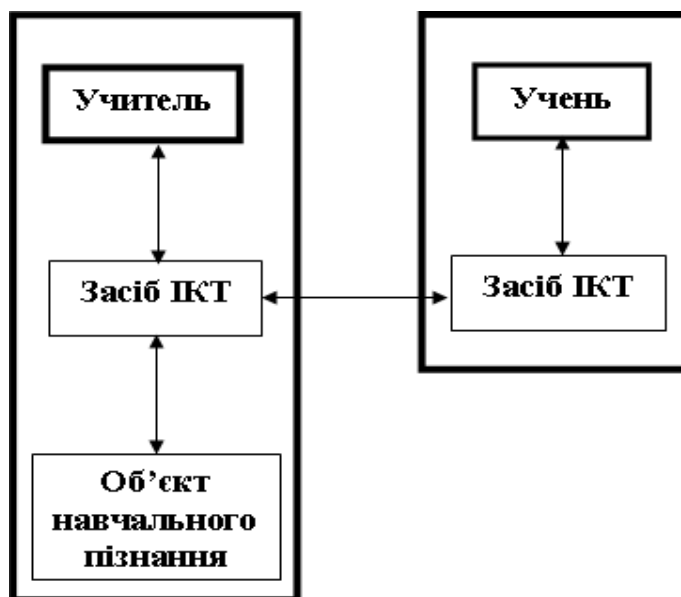 Учитель
Учень
Засіб ІКТ
Засіб ІКТ
Об’єкт
навчального
пізнання